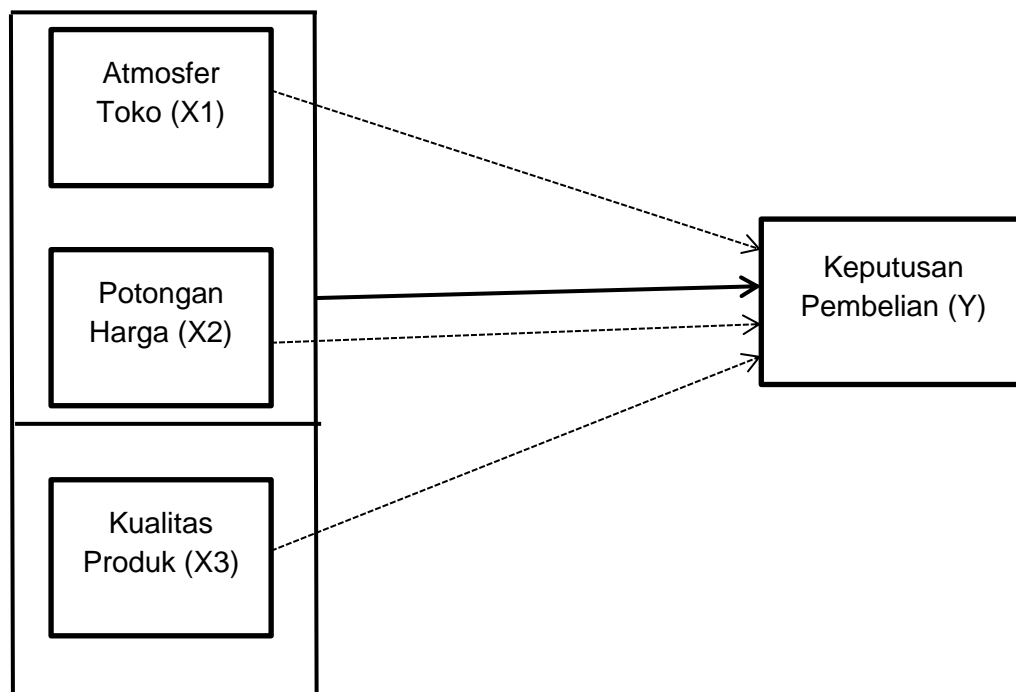 Atmosfer
Toko (X1)
Potongan
Harga (X2)
Kualitas
Produk (X3)
Keputusan
Pembelian (Y)